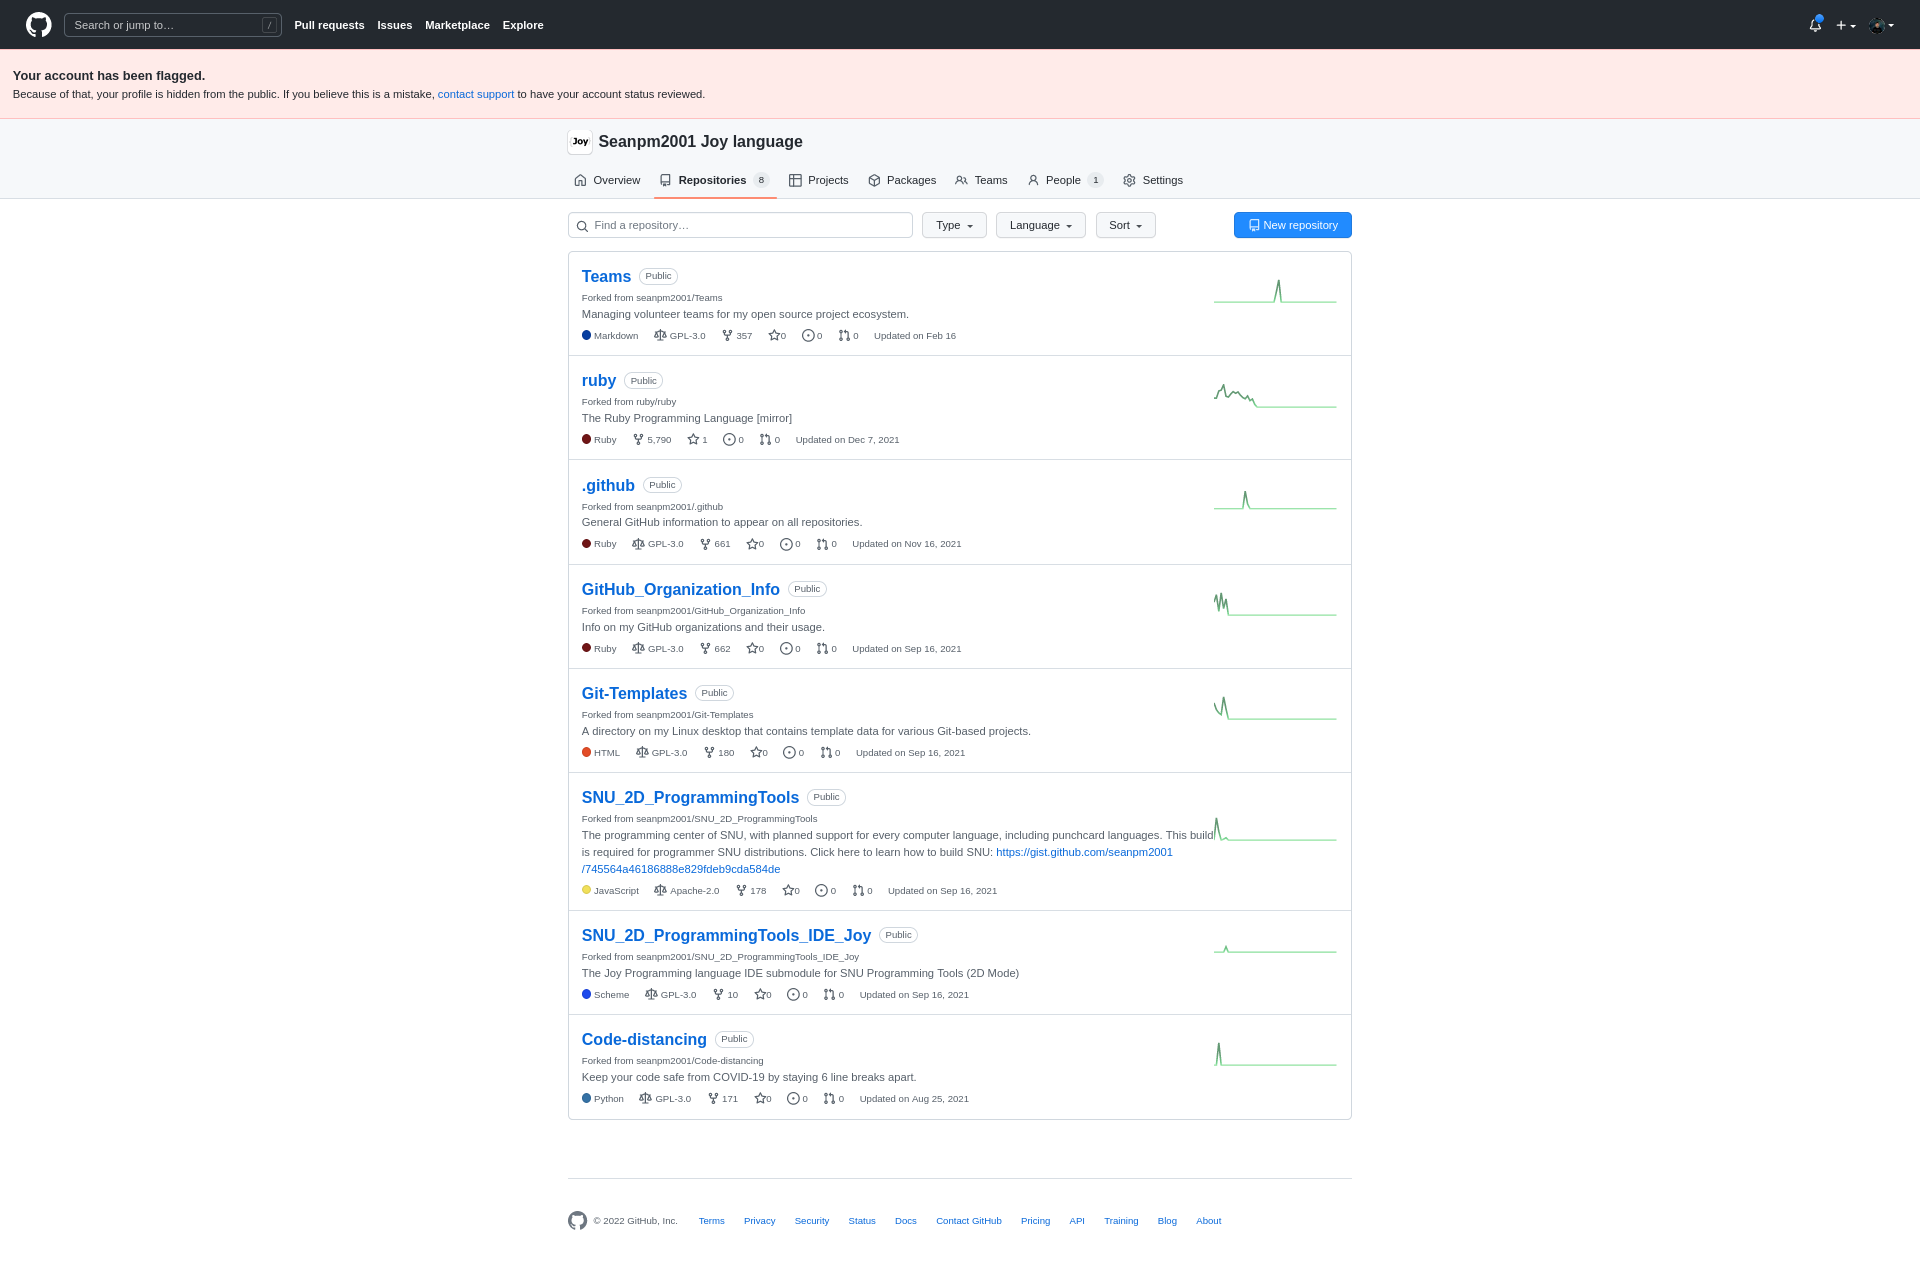 Search or jump to…
/
Pull requests Issues Marketplace Explore
Your account has been flagged.
Because of that, your profile is hidden from the public. If you believe this is a mistake, contact support to have your account status reviewed.
Joy
Seanpm2001 Joy language
Overview Repositories 8 Projects Packages Teams People 1 Settings
Find a repository… Type Language Sort New repository
Teams Public
Forked from seanpm2001/Teams
Managing volunteer teams for my open source project ecosystem.
Markdown GPL-3.0 357 0 0 0 Updated on Feb 16
ruby Public
Forked from ruby/ruby
The Ruby Programming Language [mirror]
Ruby 5,790 1 0 0 Updated on Dec 7, 2021
.github Public
Forked from seanpm2001/.github
General GitHub information to appear on all repositories.
Ruby GPL-3.0 661 0 0 0 Updated on Nov 16, 2021
GitHub_Organization_Info Public
Forked from seanpm2001/GitHub_Organization_Info
Info on my GitHub organizations and their usage.
Ruby GPL-3.0 662 0 0 0 Updated on Sep 16, 2021
Git-Templates Public
Forked from seanpm2001/Git-Templates
A directory on my Linux desktop that contains template data for various Git-based projects.
HTML GPL-3.0 180 0 0 0 Updated on Sep 16, 2021
SNU_2D_ProgrammingTools Public
Forked from seanpm2001/SNU_2D_ProgrammingTools
The programming center of SNU, with planned support for every computer language, including punchcard languages. This build
is required for programmer SNU distributions. Click here to learn how to build SNU: https://gist.github.com/seanpm2001
/745564a46186888e829fdeb9cda584de
JavaScript Apache-2.0 178 0 0 0 Updated on Sep 16, 2021
SNU_2D_ProgrammingTools_IDE_Joy Public
Forked from seanpm2001/SNU_2D_ProgrammingTools_IDE_Joy
The Joy Programming language IDE submodule for SNU Programming Tools (2D Mode)
Scheme GPL-3.0 10 0 0 0 Updated on Sep 16, 2021
Code-distancing Public
Forked from seanpm2001/Code-distancing
Keep your code safe from COVID-19 by staying 6 line breaks apart.
Python GPL-3.0 171 0 0 0 Updated on Aug 25, 2021
© 2022 GitHub, Inc. Terms Privacy Security Status Docs Contact GitHub Pricing API Training Blog About